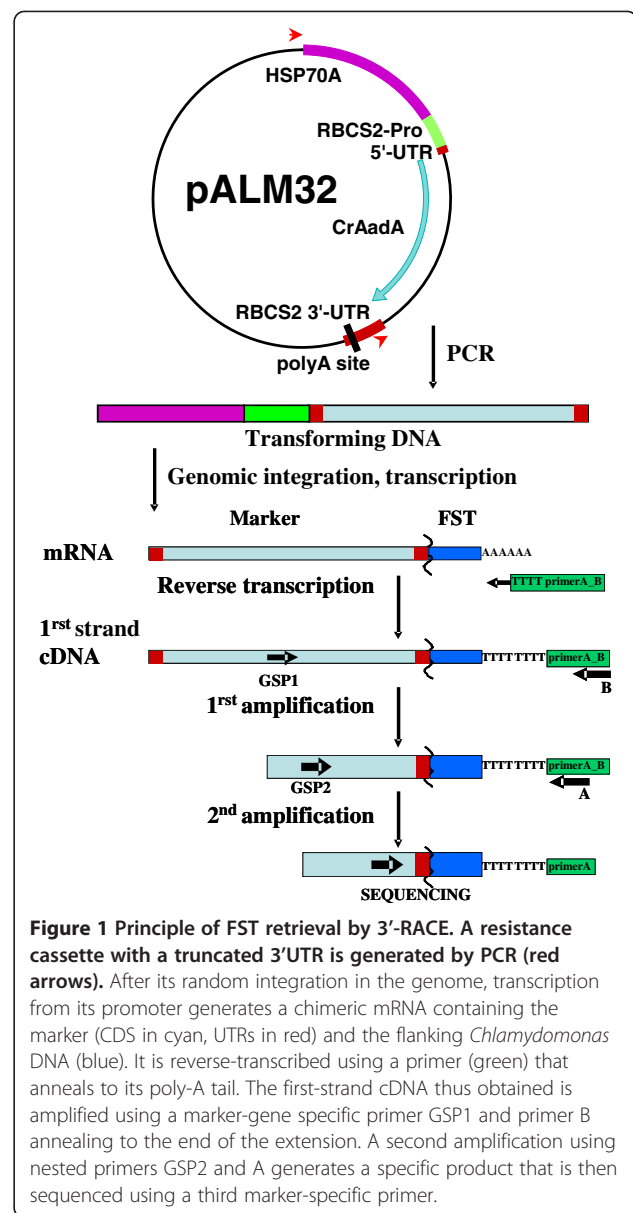 HSP70A
RBCS2-Pro
5'-UTR
pALM32
CrAadA
RBCS2 3'-UTR
polyA site
PCR
Transforming DNA
Genomic integration, transcription
Marker
FST
mRNA
AAAAAA
Reverse transcription
TTTT primerA_B
1rst strand
cDNA
TTTT TTTT
primerA_B
GSP1
B
1rst amplification
GSP2
TTTT TTTT
primerA_B
A
2nd amplification
TTTT TTTT
primerA
SEQUENCING
Figure 1 Principle of FST retrieval by 3'-RACE. A resistance
cassette with a truncated 3'UTR is generated by PCR (red
arrows). After its random integration in the genome, transcription
from its promoter generates a chimeric mRNA containing the
marker (CDS in cyan, UTRs in red) and the flanking Chlamydomonas
DNA (blue). It is reverse-transcribed using a primer (green) that
anneals to its poly-A tail. The first-strand cDNA thus obtained is
amplified using a marker-gene specific primer GSP1 and primer B
annealing to the end of the extension. A second amplification using
nested primers GSP2 and A generates a specific product that is then
sequenced using a third marker-specific primer.